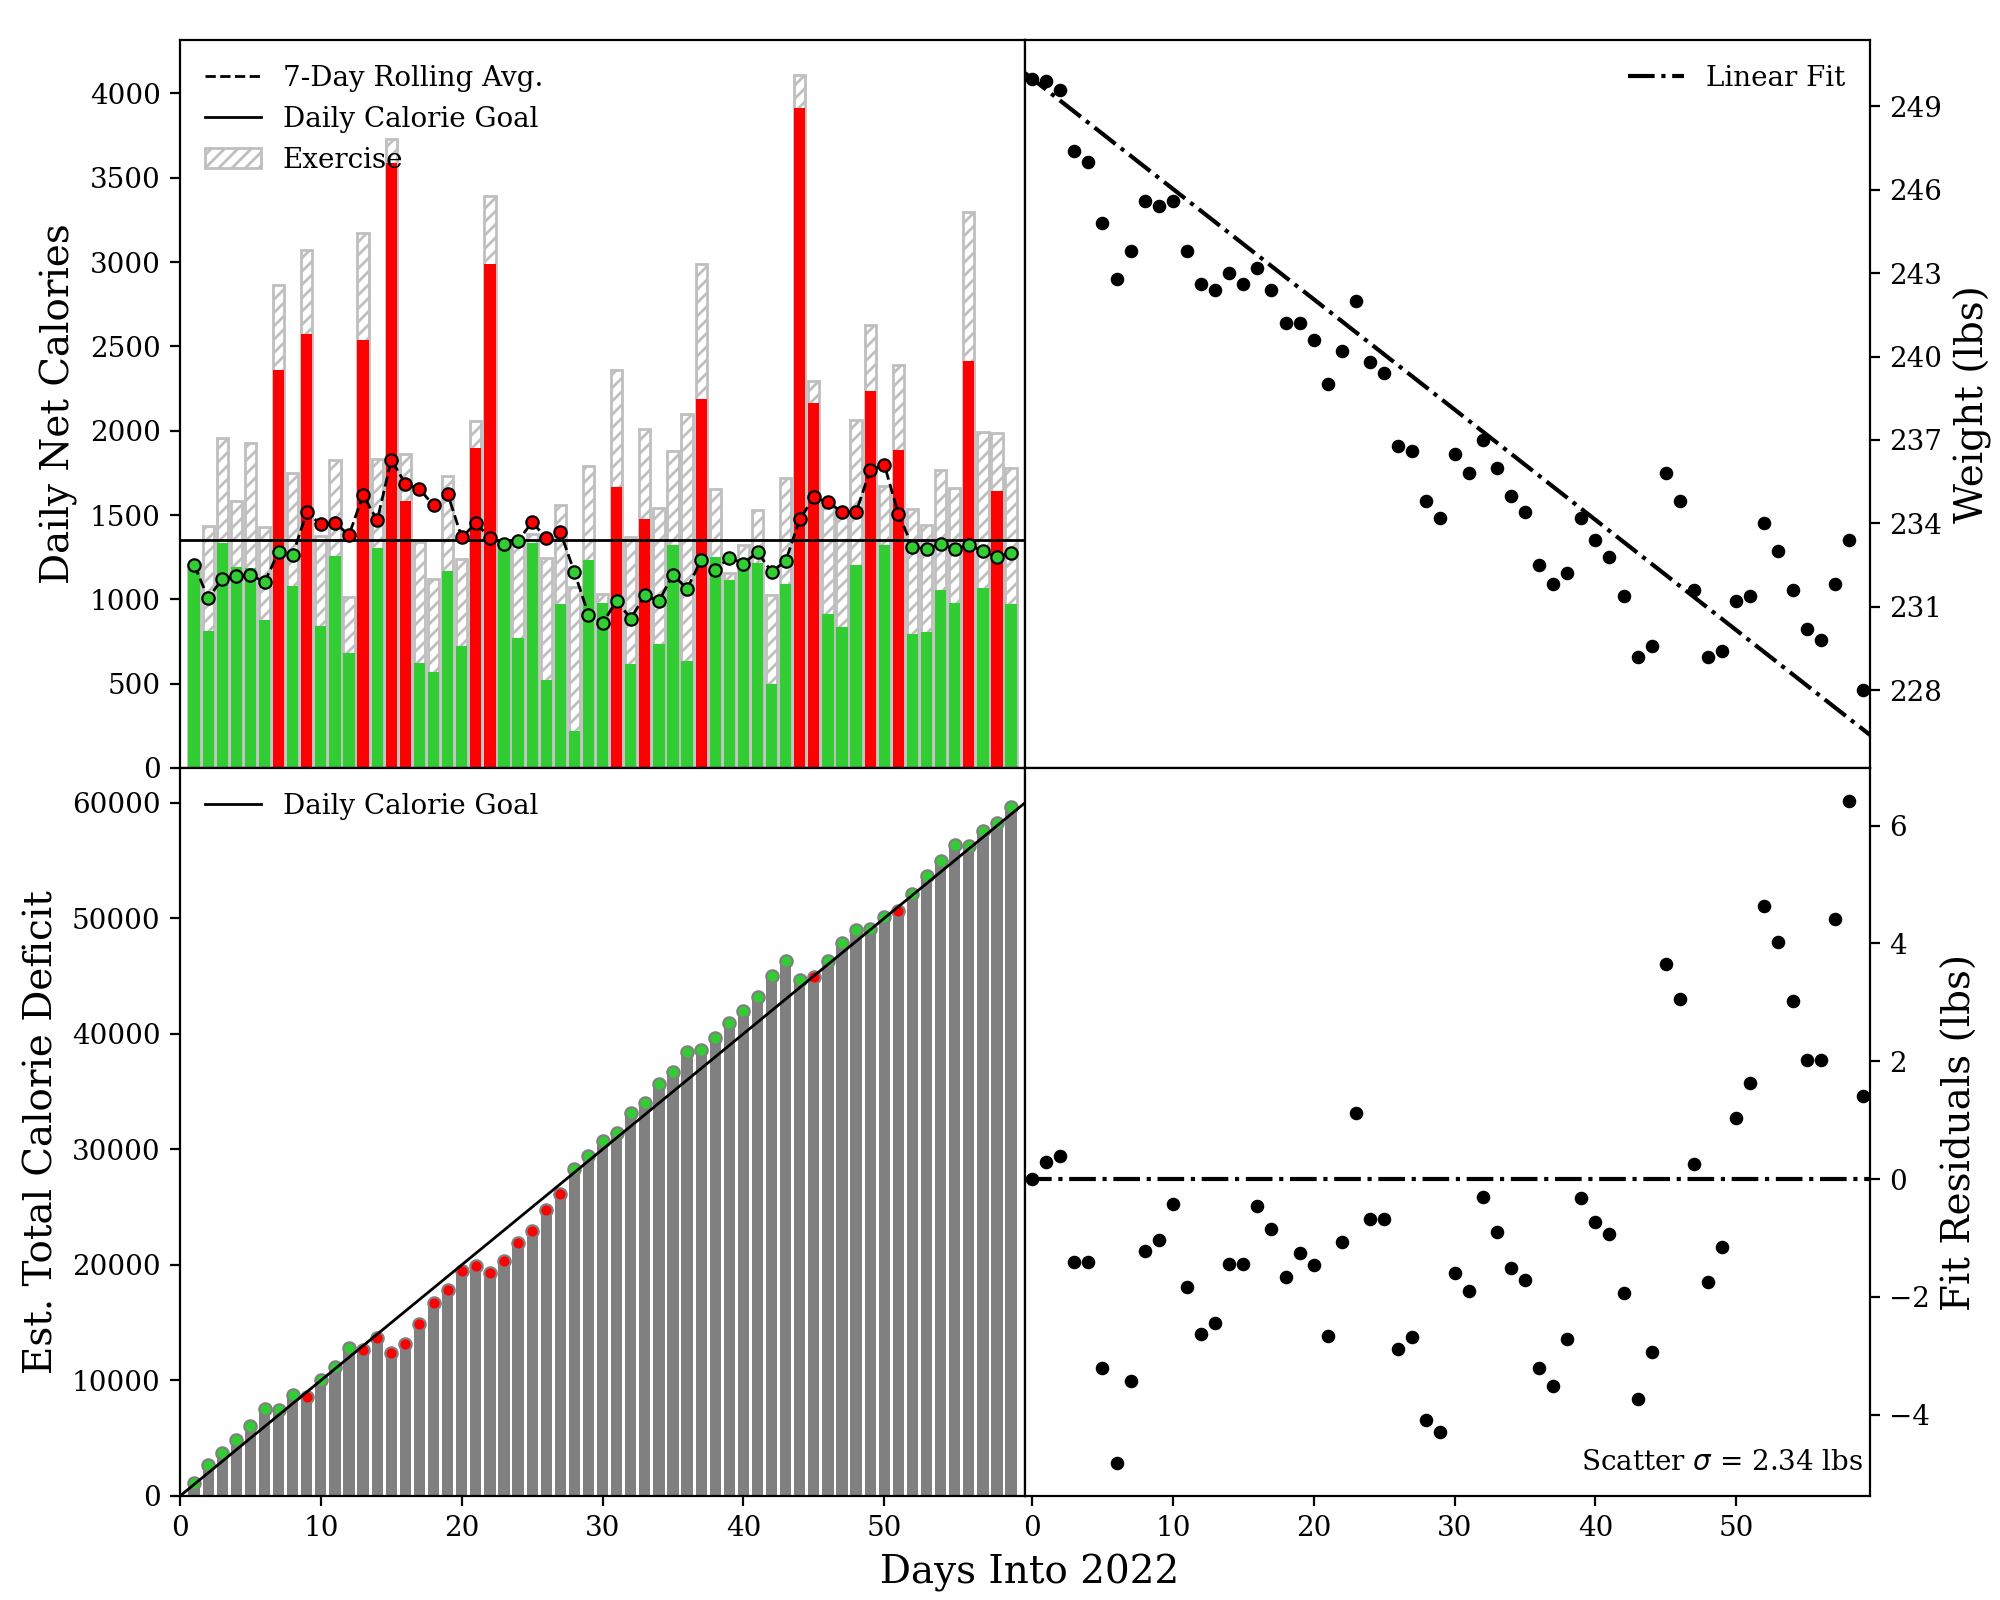 7-Day Rolling Avg.
Daily Calorie Goal
Exercise
Linear Fit
4000
3500
3000
2500
2000
1500
1000
500
0
Daily Net Calories
249
246
243
240
237
234
231
228
Weight (lbs)
Daily Calorie Goal
60000
50000
40000
30000
20000
10000
0
Est. Total Calorie Deficit
6
4
2
0
−2
−4
Fit Residuals (lbs)
Scatter σ = 2.34 lbs
0 10 20 30 40 50
0 10 20 30 40 50
Days Into 2022